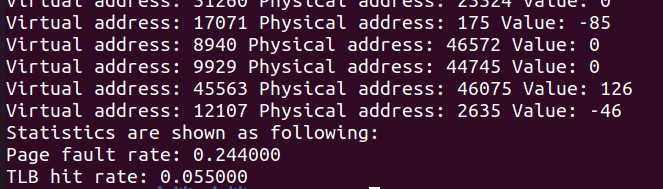 Virtual address: 31260 Physical address: 23324 Value: 0
Virtual address: 17071 Physical address: 175 Value: -85
Virtual address: 8940 Physical address: 46572 Value: 0
Virtual address: 9929 Physical address: 44745 Value: 0
Virtual address: 45563 Physical address: 46075 Value: 126
Virtual address: 12107 Physical address: 2635 Value: -46
Statistics are shown as following:
Page fault rate: 0.244000
TLB hit rate: 0.055000